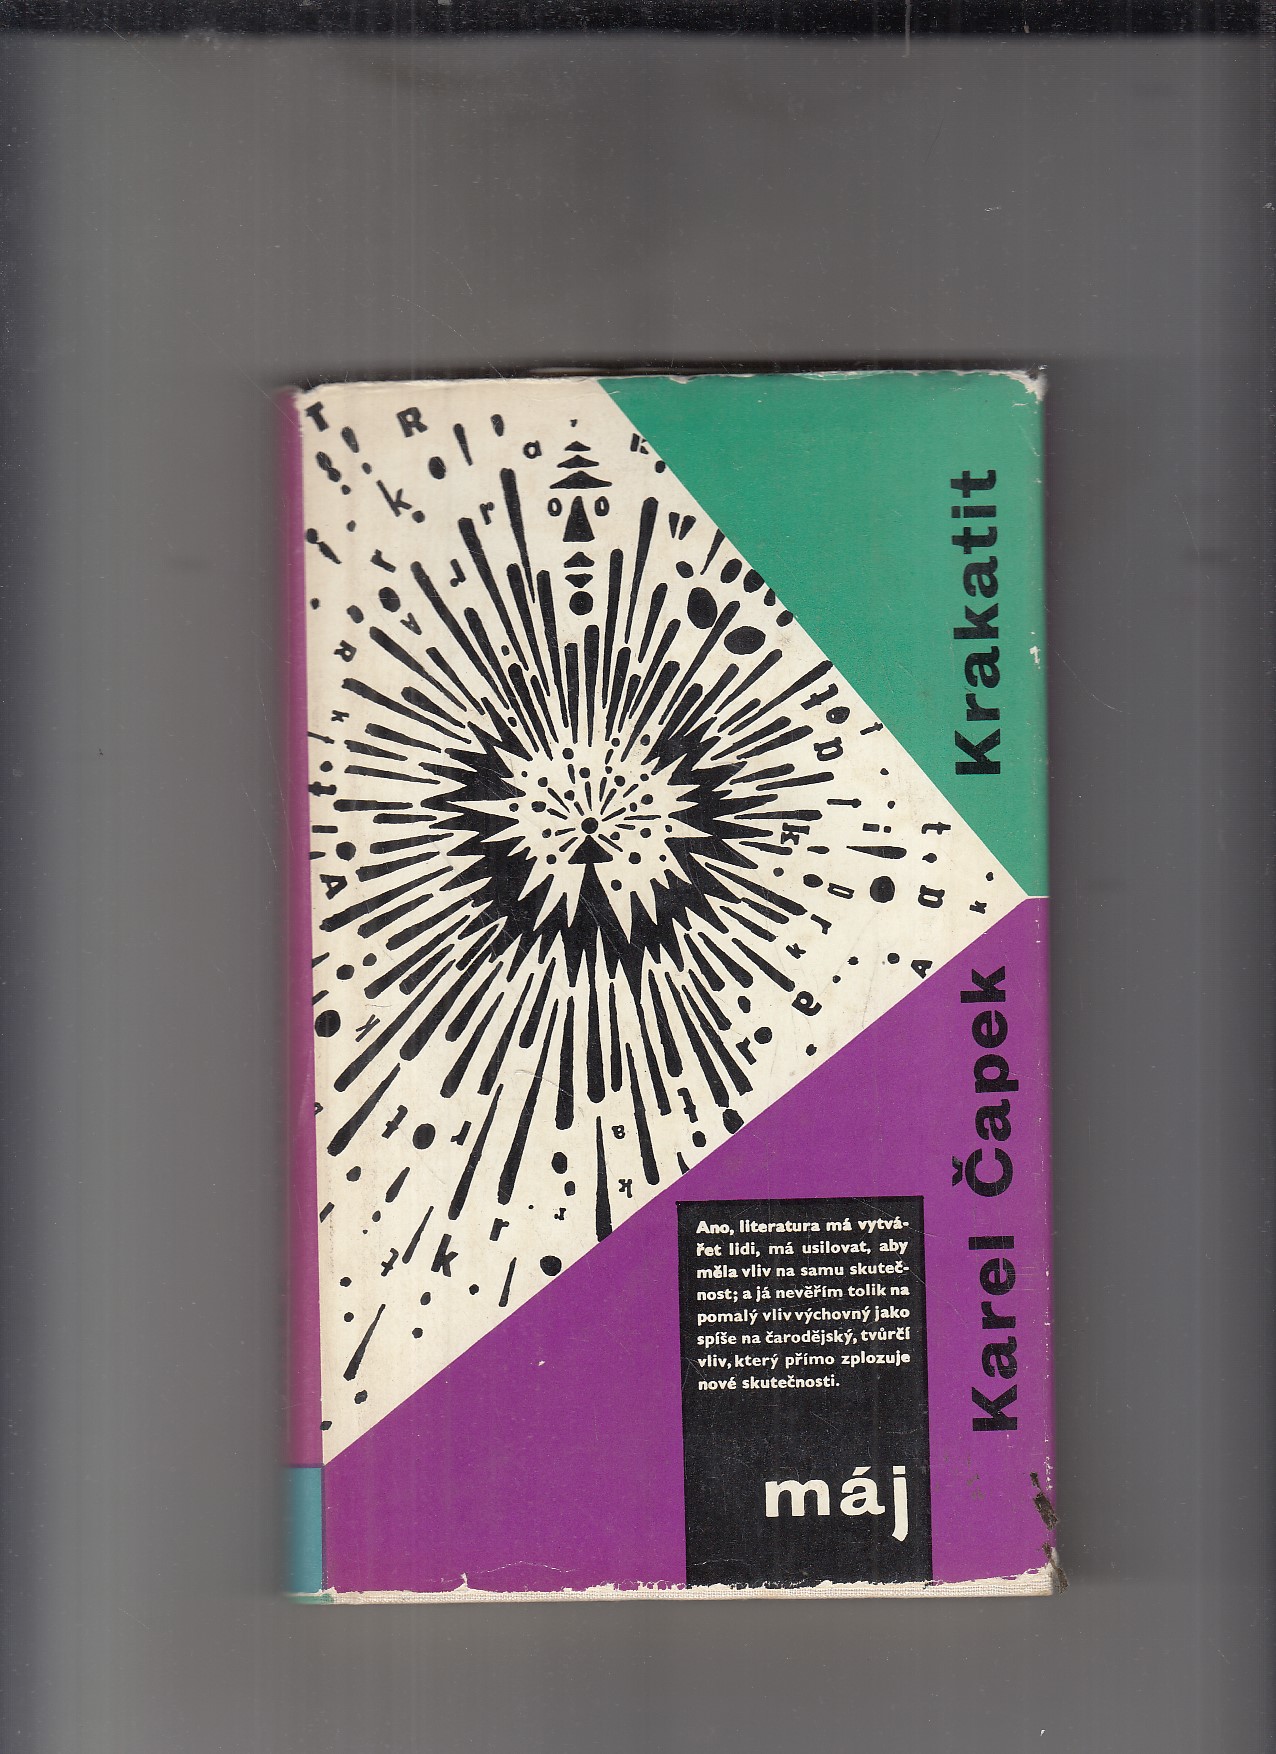 Krakatit
Karel Čapek
Ano, literatura má vytvá-
řet lidi, má usilovat, aby
měla vliv na samu skuteč-
nost; a já nevěřím tolik na
pomalý vliv výchovný jako
spíše na čarodějský, tvůrčí
vliv, který přímo zplozuje
nové skutečnosti.
máj